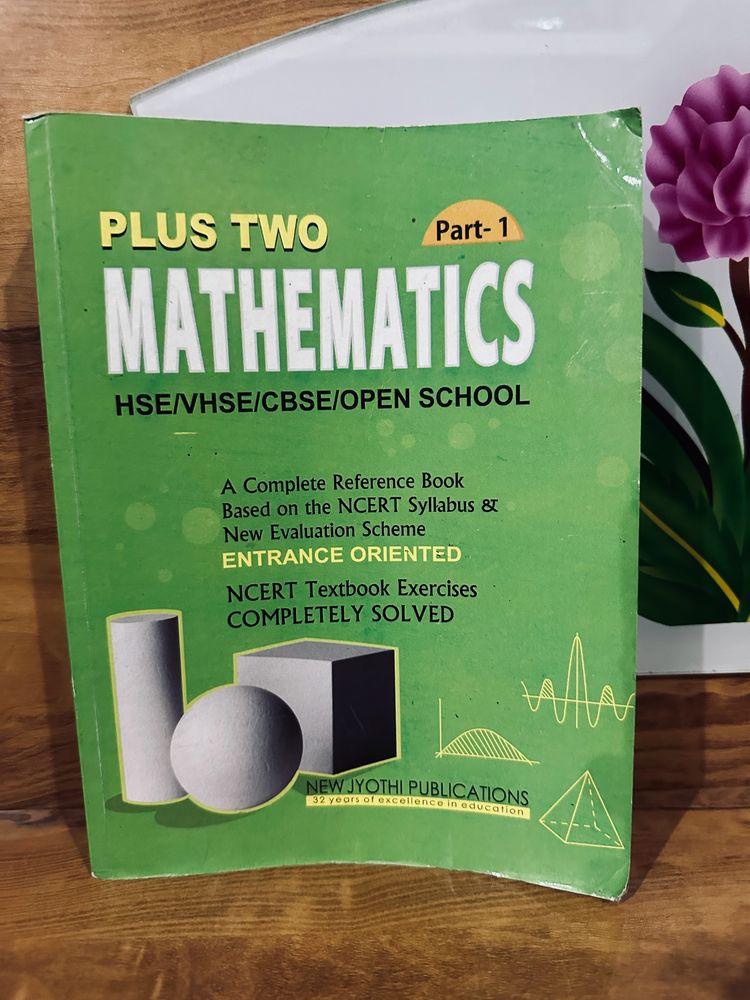 PLUS TWO
Part- 1
MATHEMATICS
HSE/VHSE/CBSE/OPEN SCHOOL
A Complete Reference Book
Based on the NCERT Syllabus &
New Evaluation Scheme
ENTRANCE ORIENTED
NCERT Textbook Exercises
COMPLETELY SOLVED
NEW JYOTHI PUBLICATIONS
32 years of excellence in education